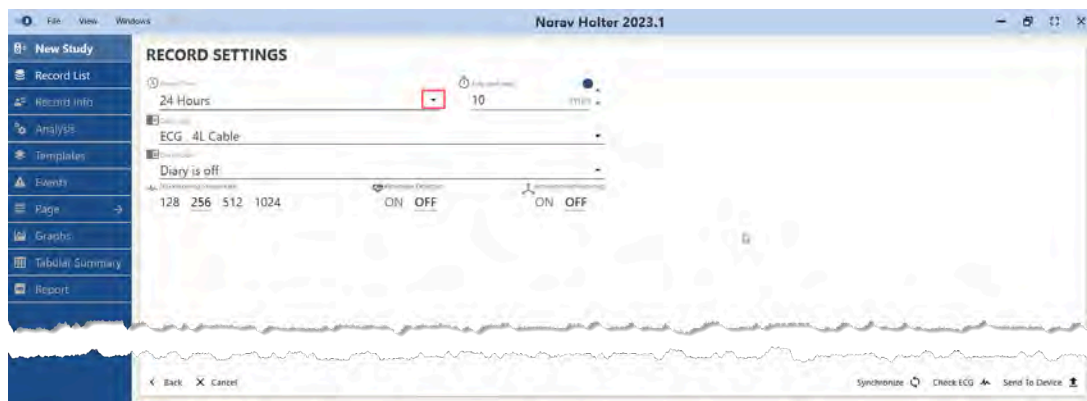 File View Windows
Norav Holter 2023.1
New Study
Record List
Record Info
Analysis
Templates
Events
Page
Graphs
Tabular Summary
Report
RECORD SETTINGS
24 Hours
10 min
ECG 4L Cable
Diary is off
128 256 512 1024
ON OFF
ON OFF
Back Cancel
Synchronize Check ECG Send To Device